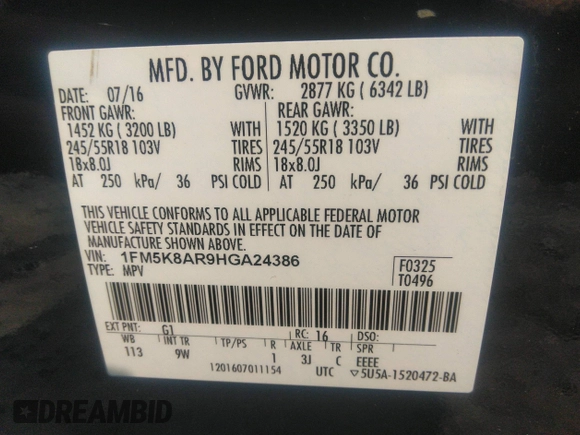 MFD. BY FORD MOTOR CO.
DATE: 07/16 GVWR: 2877 KG ( 6342 LB)
FRONT GAWR: REAR GAWR:
1452 KG ( 3200 LB) WITH 1520 KG ( 3350 LB) WITH
245/55R18 103V TIRES 245/55R18 103V TIRES
18x8.0J RIMS 18x8.0J RIMS
AT 250 kPa/ 36 PSI COLD AT 250 kPa/ 36 PSI COLD
THIS VEHICLE CONFORMS TO ALL APPLICABLE FEDERAL MOTOR
VEHICLE SAFETY STANDARDS IN EFFECT ON THE DATE OF
MANUFACTURE SHOWN ABOVE.
VIN: 1FM5K8AR9HGA24386
TYPE: MPV
F0325
T0496
EXT PNT: G1 RC: 16 DSO:
WB INT TR TP/PS R AXLE TR SPR
113 9W 1 3J C EEEE
1201607011154 UTC ▽5U5A-1520472-BA
DREAMBID